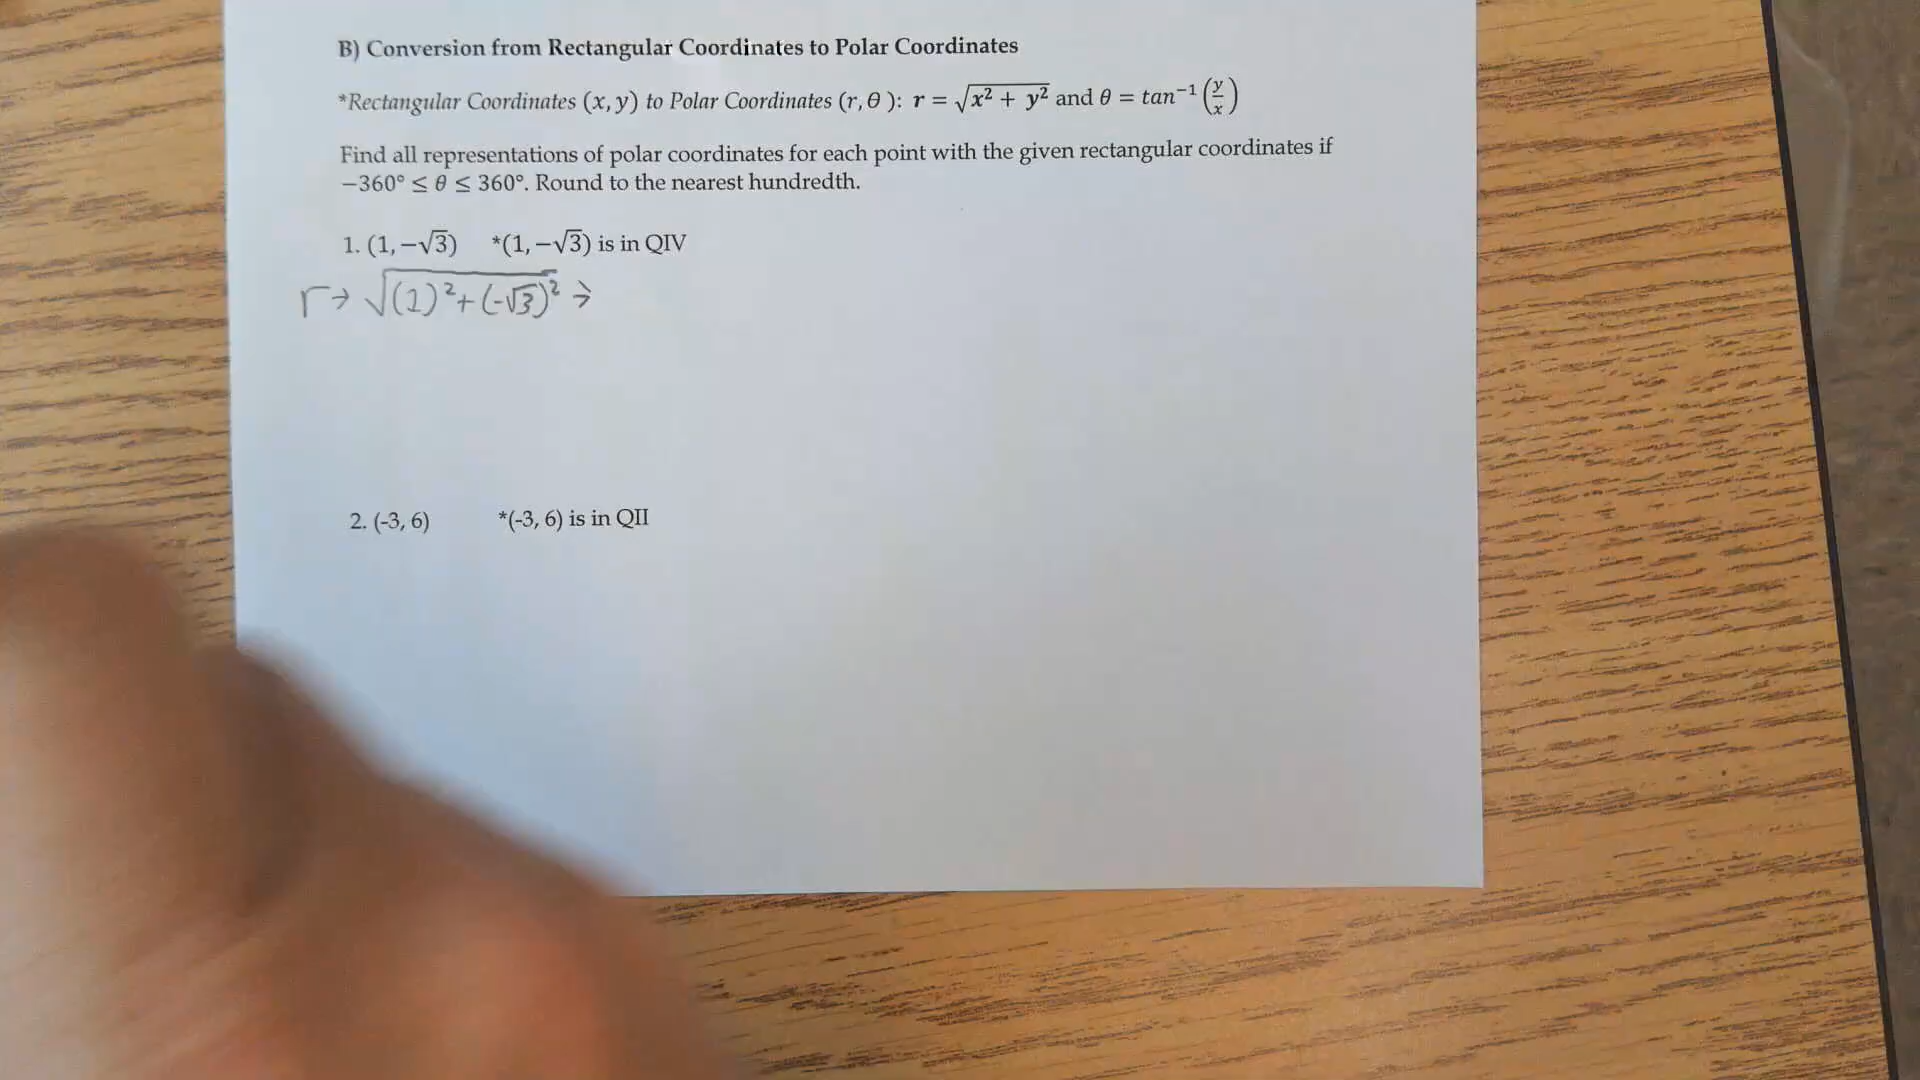 B) Conversion from Rectangular Coordinates to Polar Coordinates
*Rectangular Coordinates (x, y) to Polar Coordinates (r, θ ): r = √(x² + y²) and θ = tan⁻¹ (y/x)
Find all representations of polar coordinates for each point with the given rectangular coordinates if
−360° ≤ θ ≤ 360°. Round to the nearest hundredth.
1. (1, −√3) *(1, −√3) is in QIV
r → √((1)² + (-√3)²) →
2. (-3, 6) *(-3, 6) is in QII